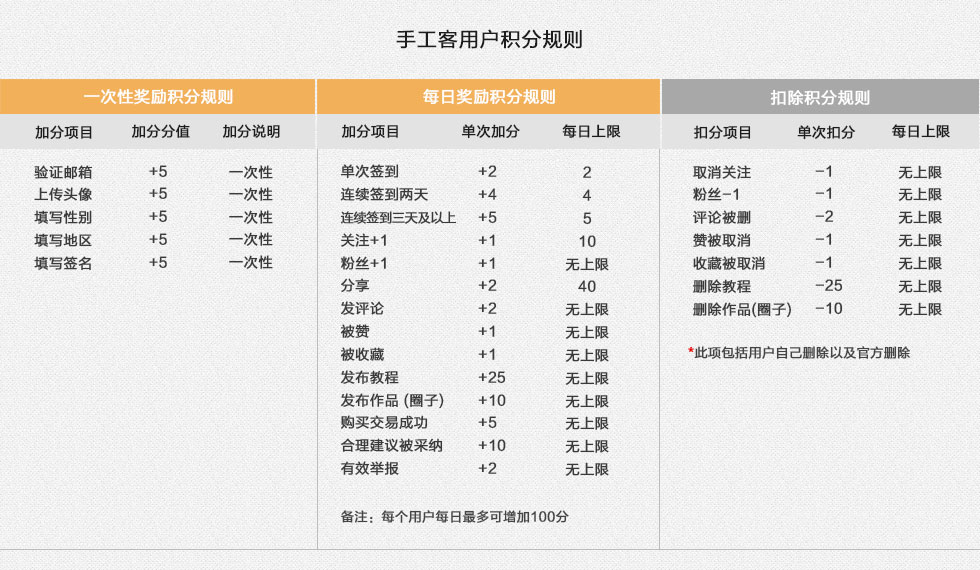 手工客用户积分规则
一次性奖励积分规则
加分项目 加分分值 加分说明
验证邮箱 +5 一次性
上传头像 +5 一次性
填写性别 +5 一次性
填写地区 +5 一次性
填写签名 +5 一次性
每日奖励积分规则
加分项目 单次加分 每日上限
单次签到 +2 2
连续签到两天 +4 4
连续签到三天及以上 +5 5
关注+1 +1 10
粉丝+1 +1 无上限
分享 +2 40
发评论 +2 无上限
被赞 +1 无上限
被收藏 +1 无上限
发布教程 +25 无上限
发布作品 (圈子) +10 无上限
购买交易成功 +5 无上限
合理建议被采纳 +10 无上限
有效举报 +2 无上限
备注：每个用户每日最多可增加100分
扣除积分规则
扣分项目 单次扣分 每日上限
取消关注 -1 无上限
粉丝-1 -1 无上限
评论被删 -2 无上限
赞被取消 -1 无上限
收藏被取消 -1 无上限
删除教程 -25 无上限
删除作品(圈子) -10 无上限
*此项包括用户自己删除以及官方删除